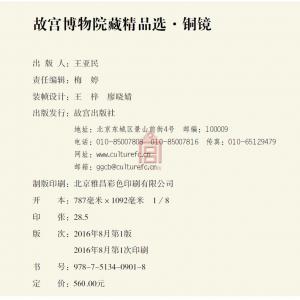 故宫博物院藏精品选·铜镜
出 版 人：王亚民
责任编辑：梅 婷
装帧设计：王 梓 廖晓婧
出版发行：故宫出版社
地址：北京东城区景山前街4号 邮编：100009
电话：010-85007808 010-85007816 传真：010-65129479
网址：www.culturefc.cn
邮箱：ggcb@culturefc.cn
制版印刷：北京雅昌彩色印刷有限公司
开 本：787毫米×1092毫米 1/8
印 张：28.5
版 次：2016年8月第1版
2016年8月第1次印刷
书 号：978-7-5134-0901-8
定 价：560.00元